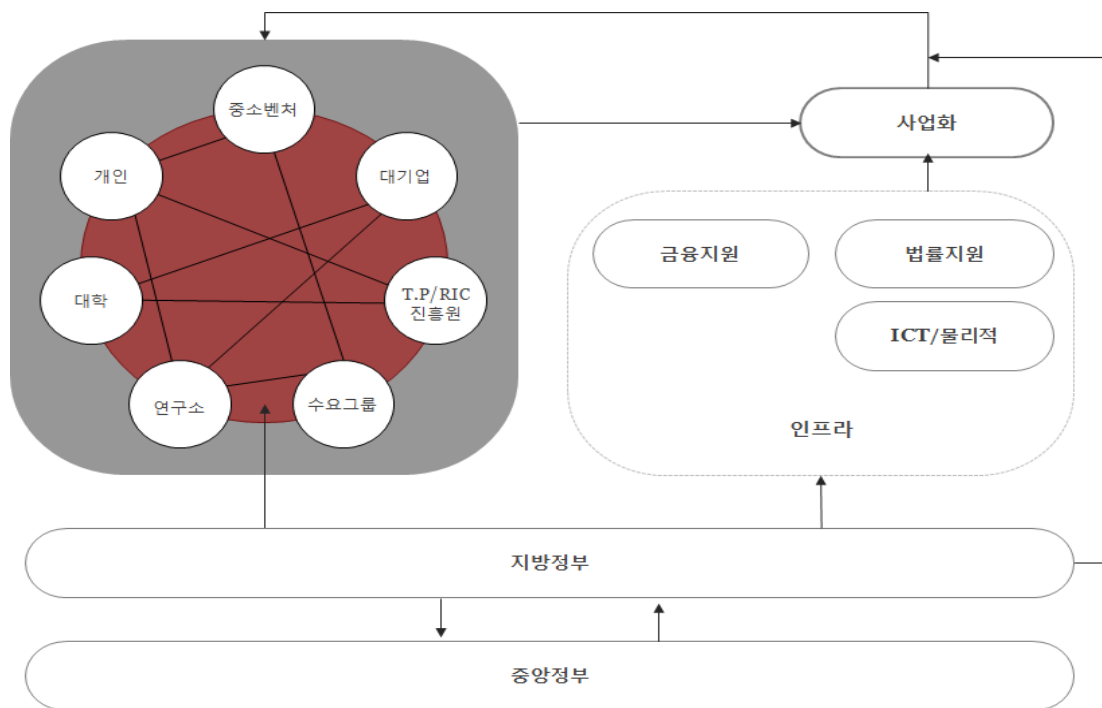 중소벤처
사업화
개인
대기업
금융지원
법률지원
대학
T.P/RIC
진흥원
ICT/물리적
연구소
수요그룹
인프라
지방정부
중앙정부